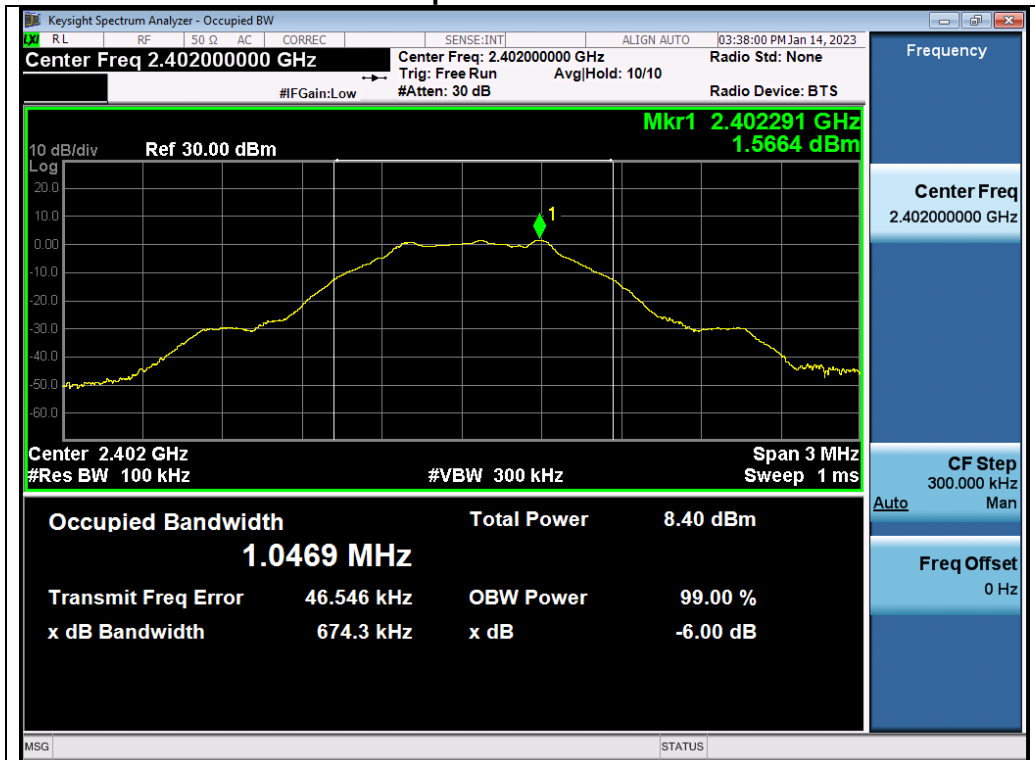 Keysight Spectrum Analyzer - Occupied BW
LXI RL RF 50 Ω AC CORREC SENSE:INT ALIGN AUTO 03:38:00 PM Jan 14, 2023
Center Freq 2.402000000 GHz
Center Freq: 2.402000000 GHz
Radio Std: None
Trig: Free Run Avg|Hold: 10/10
#IFGain:Low
#Atten: 30 dB
Radio Device: BTS
Mkr1 2.402291 GHz
1.5664 dBm
10 dB/div Ref 30.00 dBm
Log
20.0
10.0
0.00
-10.0
-20.0
-30.0
-40.0
-50.0
-60.0
1
Center 2.402 GHz
Span 3 MHz
#Res BW 100 kHz
#VBW 300 kHz
Sweep 1 ms
Occupied Bandwidth
Total Power 8.40 dBm
1.0469 MHz
Transmit Freq Error 46.546 kHz
OBW Power 99.00 %
x dB Bandwidth 674.3 kHz
x dB -6.00 dB
Frequency
Center Freq
2.402000000 GHz
CF Step
300.000 kHz
Auto Man
Freq Offset
0 Hz
MSG
STATUS